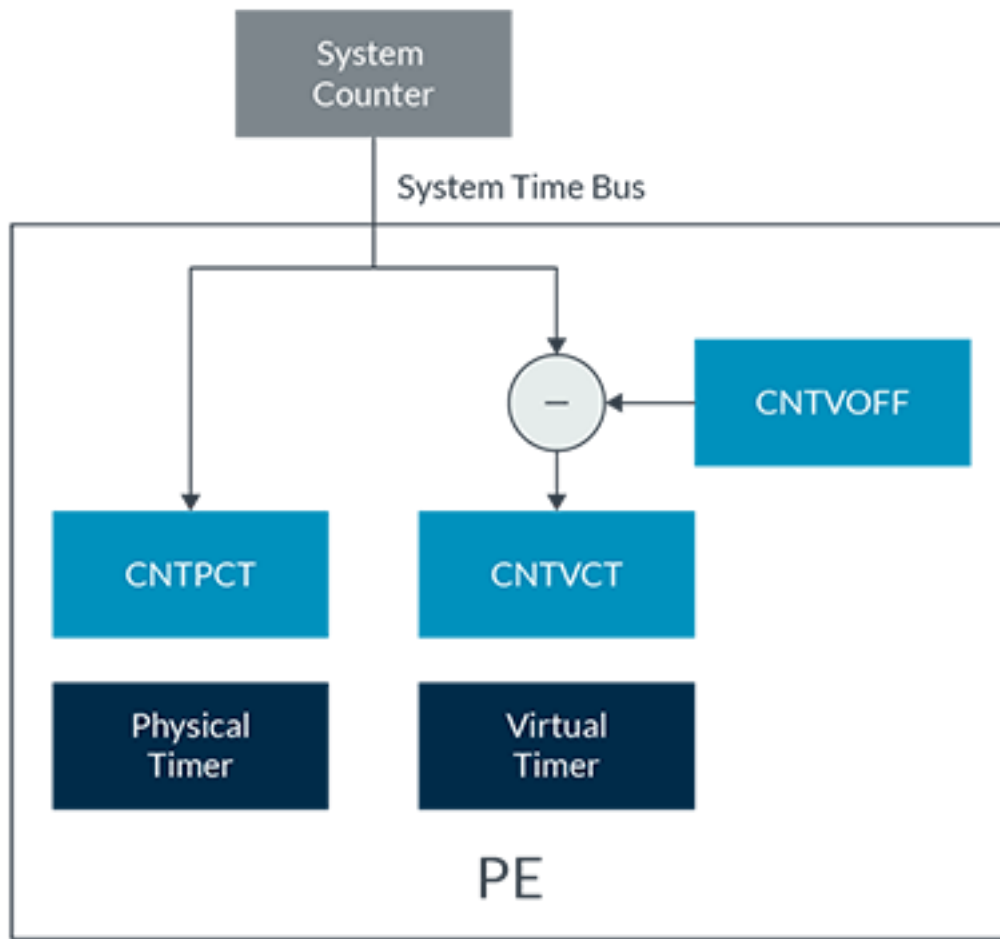 System
Counter
System Time Bus
−
CNTVOFF
CNTPCT
CNTVCT
Physical
Timer
Virtual
Timer
PE